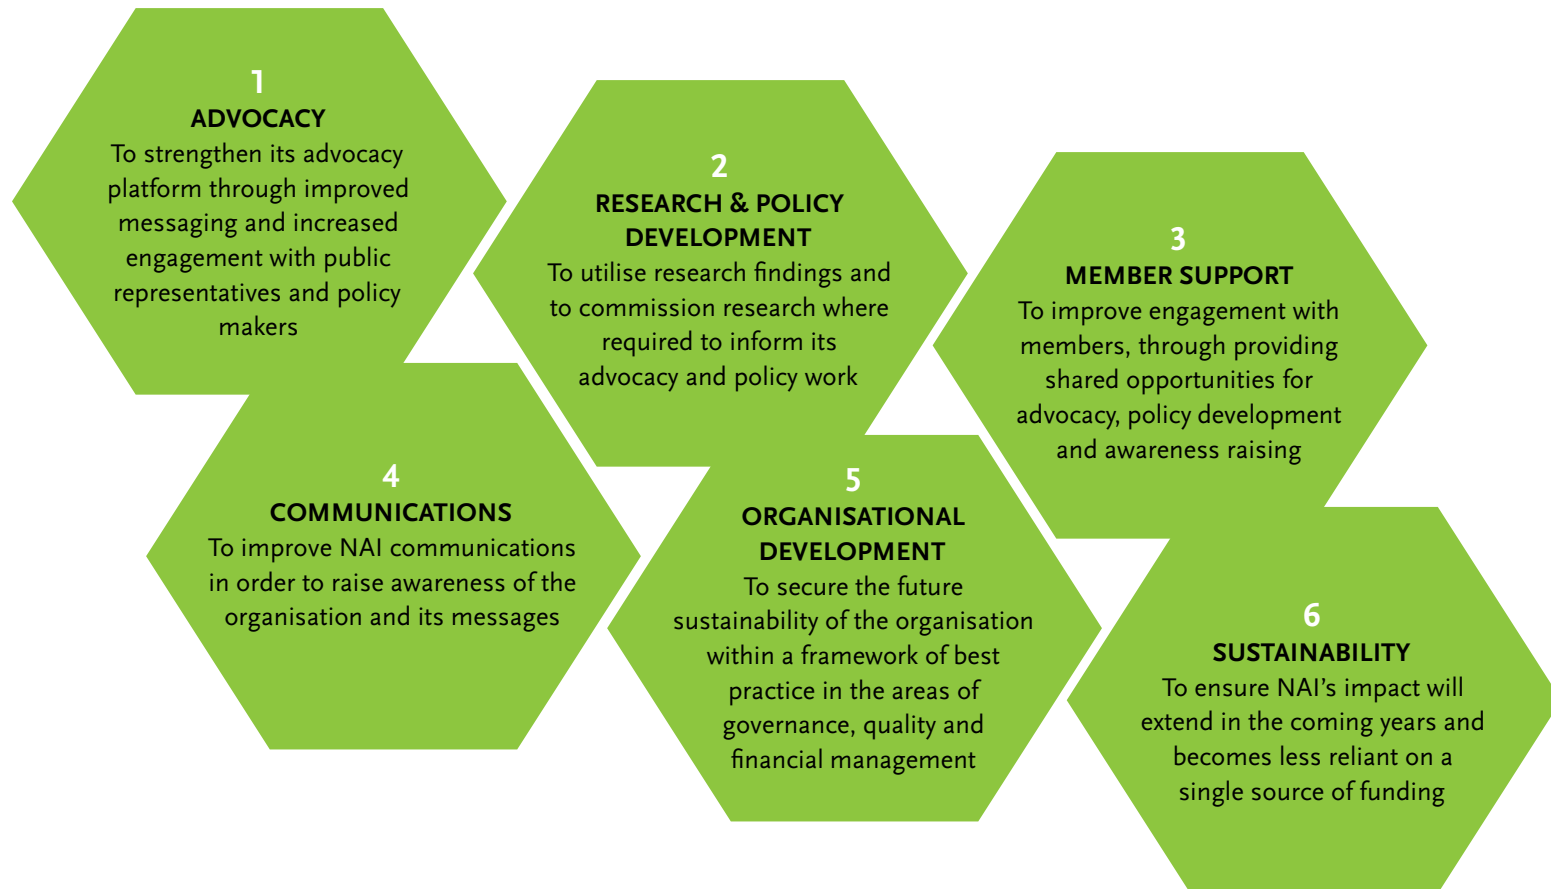 1
ADVOCACY
To strengthen its advocacy
platform through improved
messaging and increased
engagement with public
representatives and policy
makers
2
RESEARCH & POLICY
DEVELOPMENT
To utilise research findings and
to commission research where
required to inform its
advocacy and policy work
3
MEMBER SUPPORT
To improve engagement with
members, through providing
shared opportunities for
advocacy, policy development
and awareness raising
4
COMMUNICATIONS
To improve NAI communications
in order to raise awareness of the
organisation and its messages
5
ORGANISATIONAL
DEVELOPMENT
To secure the future
sustainability of the organisation
within a framework of best
practice in the areas of
governance, quality and
financial management
6
SUSTAINABILITY
To ensure NAI’s impact will
extend in the coming years and
becomes less reliant on a
single source of funding